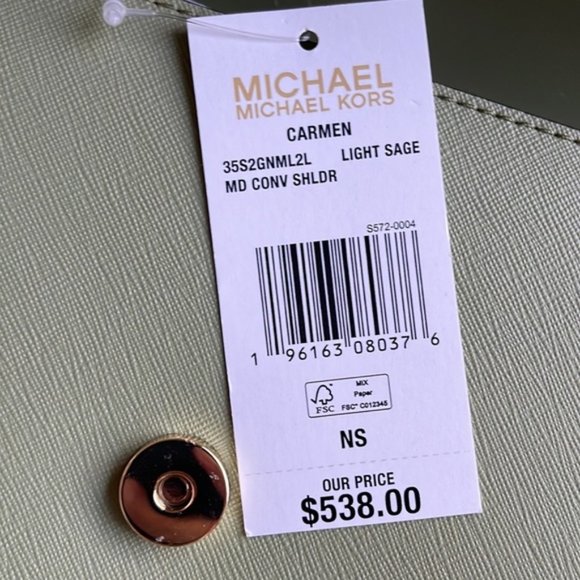 MICHAEL
MICHAEL KORS
CARMEN
35S2GNML2L LIGHT SAGE
MD CONV SHLDR
S572-0004
1 96163 08037 6
FSC
MIX
Paper
FSC™ C012345
NS
OUR PRICE
$538.00